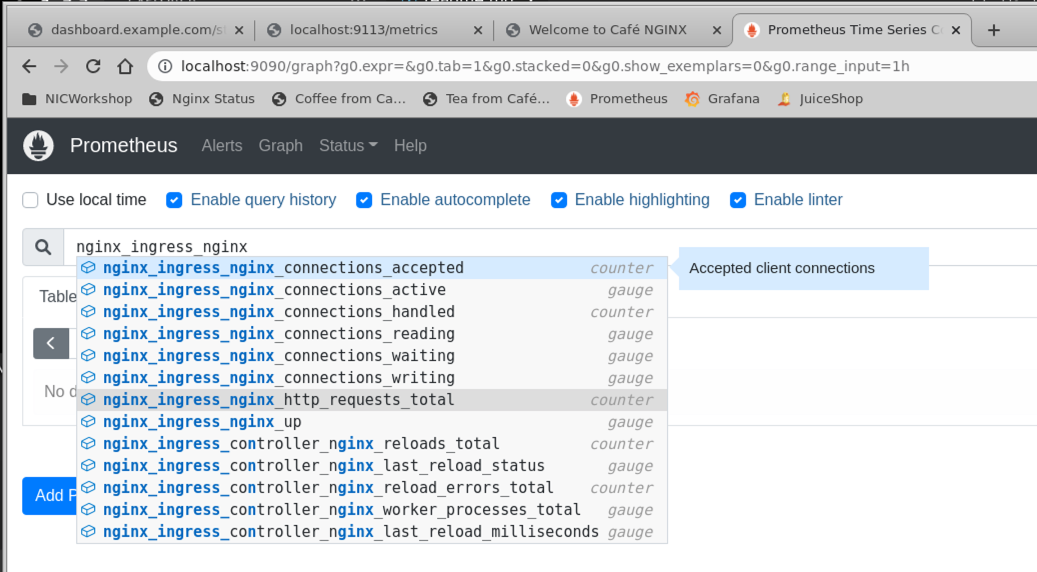 dashboard.example.com/s
localhost:9113/metrics
Welcome to Café NGINX
Prometheus Time Series C
localhost:9090/graph?g0.expr=&g0.tab=1&g0.stacked=0&g0.show_exemplars=0&g0.range_input=1h
NICWorkshop
Nginx Status
Coffee from Ca...
Tea from Café...
Prometheus
Grafana
JuiceShop
Prometheus
Alerts
Graph
Status
Help
Use local time
Enable query history
Enable autocomplete
Enable highlighting
Enable linter
nginx_ingress_nginx
nginx_ingress_nginx_connections_accepted counter
Accepted client connections
nginx_ingress_nginx_connections_active gauge
Table
nginx_ingress_nginx_connections_handled counter
nginx_ingress_nginx_connections_reading gauge
nginx_ingress_nginx_connections_waiting gauge
nginx_ingress_nginx_connections_writing gauge
No d
nginx_ingress_nginx_http_requests_total counter
nginx_ingress_nginx_up gauge
nginx_ingress_controller_nginx_reloads_total counter
nginx_ingress_controller_nginx_last_reload_status gauge
nginx_ingress_controller_nginx_reload_errors_total counter
Add P
nginx_ingress_controller_nginx_worker_processes_total gauge
nginx_ingress_controller_nginx_last_reload_milliseconds gauge